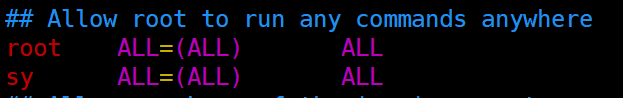 ## Allow root to run any commands anywhere
root    ALL=(ALL)       ALL
sy      ALL=(ALL)       ALL